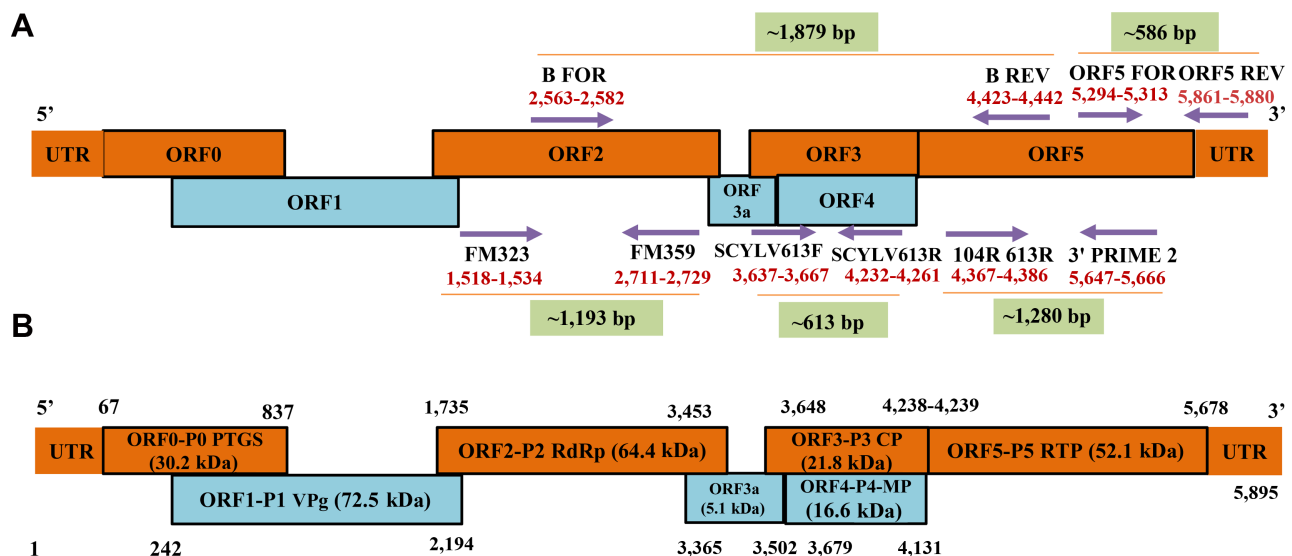 A
~1,879 bp
~586 bp
B FOR
2,563-2,582
B REV
4,423-4,442
ORF5 FOR
5,294-5,313
ORF5 REV
5,861-5,880
5’
3’
UTR
ORF0
ORF2
ORF3
ORF5
UTR
ORF1
ORF
3a
ORF4
FM323
1,518-1,534
FM359
2,711-2,729
SCYLV613F
3,637-3,667
SCYLV613R
4,232-4,261
104R 613R
4,367-4,386
3' PRIME 2
5,647-5,666
~1,193 bp
~613 bp
~1,280 bp
B
5’
67
837
1,735
3,453
3,648
4,238-4,239
5,678
3’
UTR
ORF0-P0 PTGS
(30.2 kDa)
ORF2-P2 RdRp (64.4 kDa)
ORF3-P3 CP
(21.8 kDa)
ORF5-P5 RTP (52.1 kDa)
UTR
ORF1-P1 VPg (72.5 kDa)
ORF3a
(5.1 kDa)
ORF4-P4-MP
(16.6 kDa)
5,895
1
242
2,194
3,365
3,502
3,679
4,131